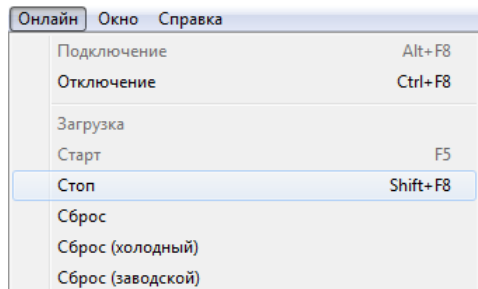 Онлайн Окно Справка
Подключение Alt+F8
Отключение Ctrl+F8
Загрузка
Старт F5
Стоп Shift+F8
Сброс
Сброс (холодный)
Сброс (заводской)